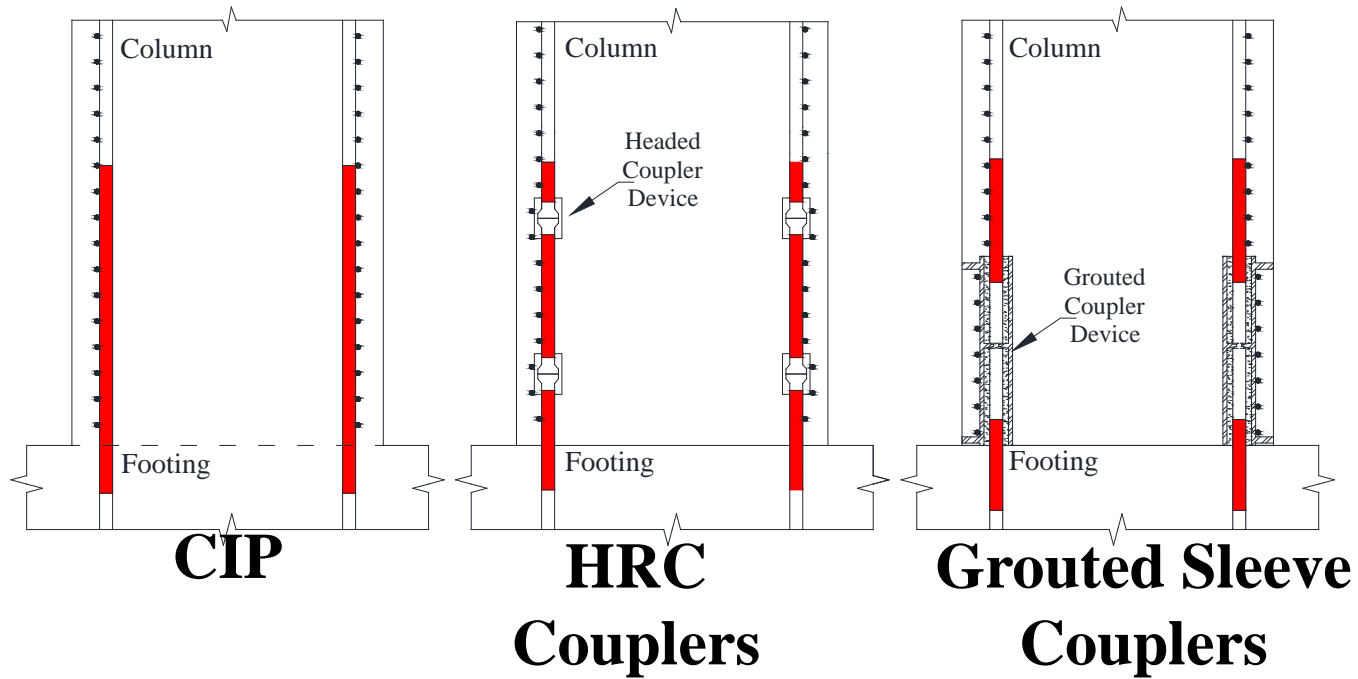 Column
Footing
CIP
Column
Headed
Coupler
Device
Footing
HRC
Couplers
Column
Grouted
Coupler
Device
Footing
Grouted Sleeve
Couplers